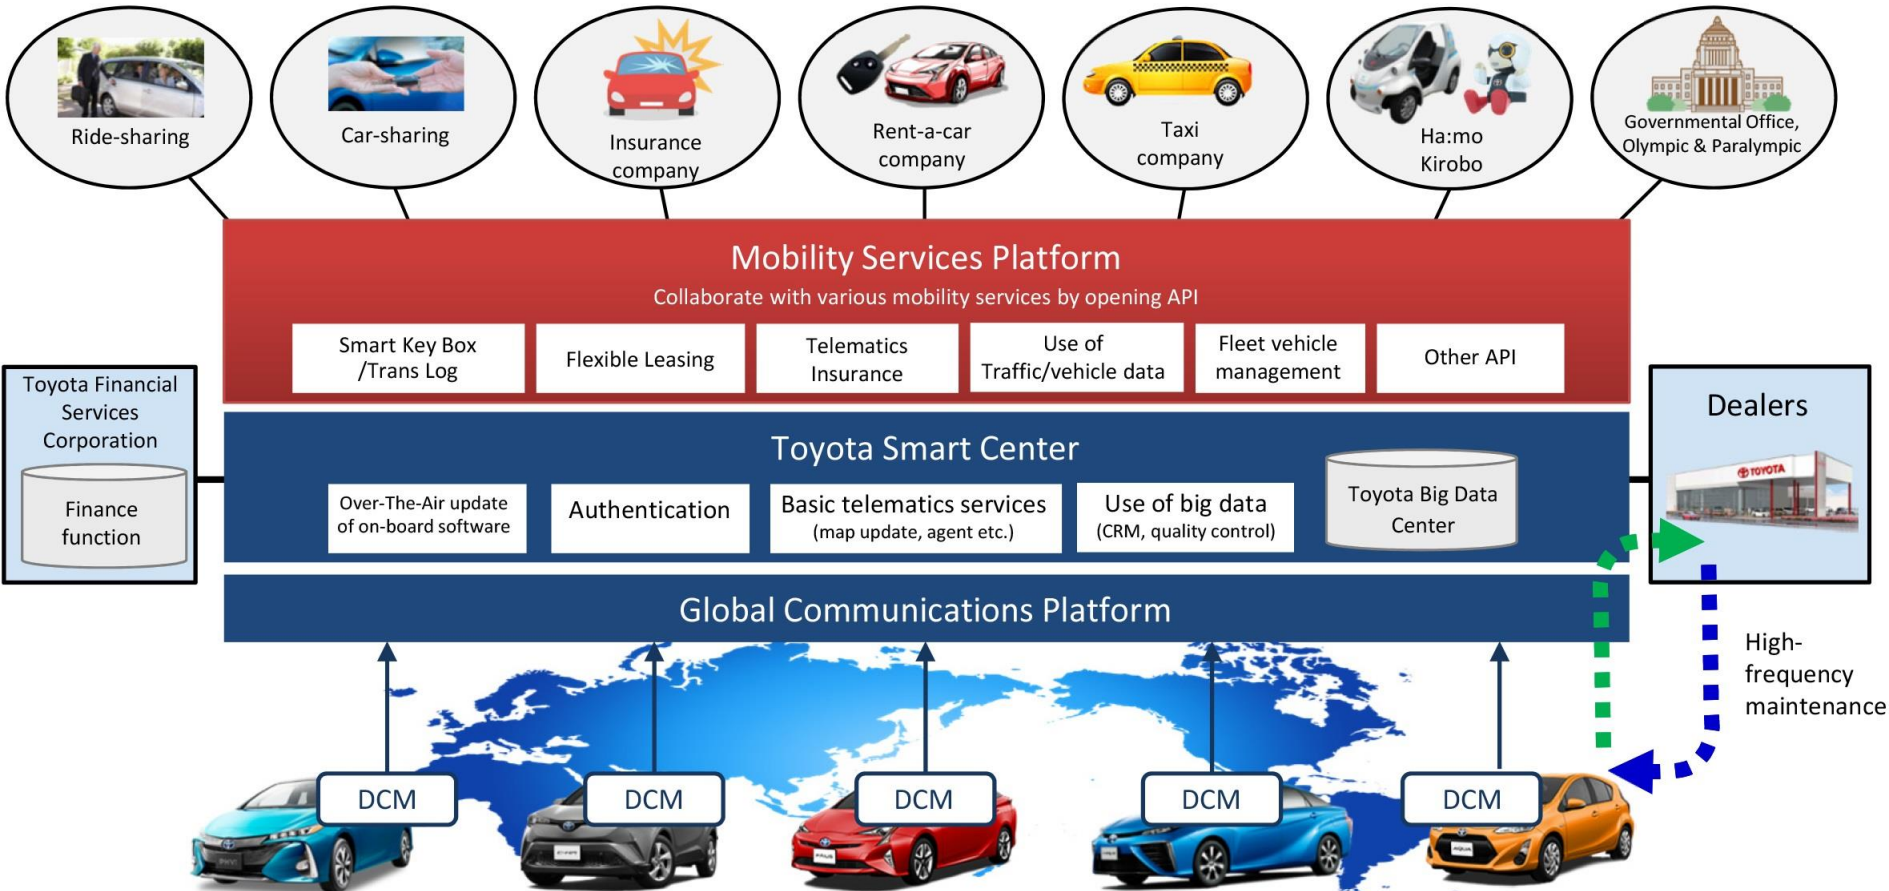 Ride-sharing
Car-sharing
Insurance
company
Rent-a-car
company
Taxi
company
Ha:mo
Kirobo
Governmental Office,
Olympic & Paralympic
Mobility Services Platform
Collaborate with various mobility services by opening API
Smart Key Box
/Trans Log
Flexible Leasing
Telematics
Insurance
Use of
Traffic/vehicle data
Fleet vehicle
management
Other API
Toyota Financial
Services
Corporation
Finance
function
Toyota Smart Center
Over-The-Air update
of on-board software
Authentication
Basic telematics services
(map update, agent etc.)
Use of big data
(CRM, quality control)
Toyota Big Data
Center
Dealers
TOYOTA
Global Communications Platform
High-
frequency
maintenance
DCM
DCM
DCM
DCM
DCM
PRIUS
AQUA